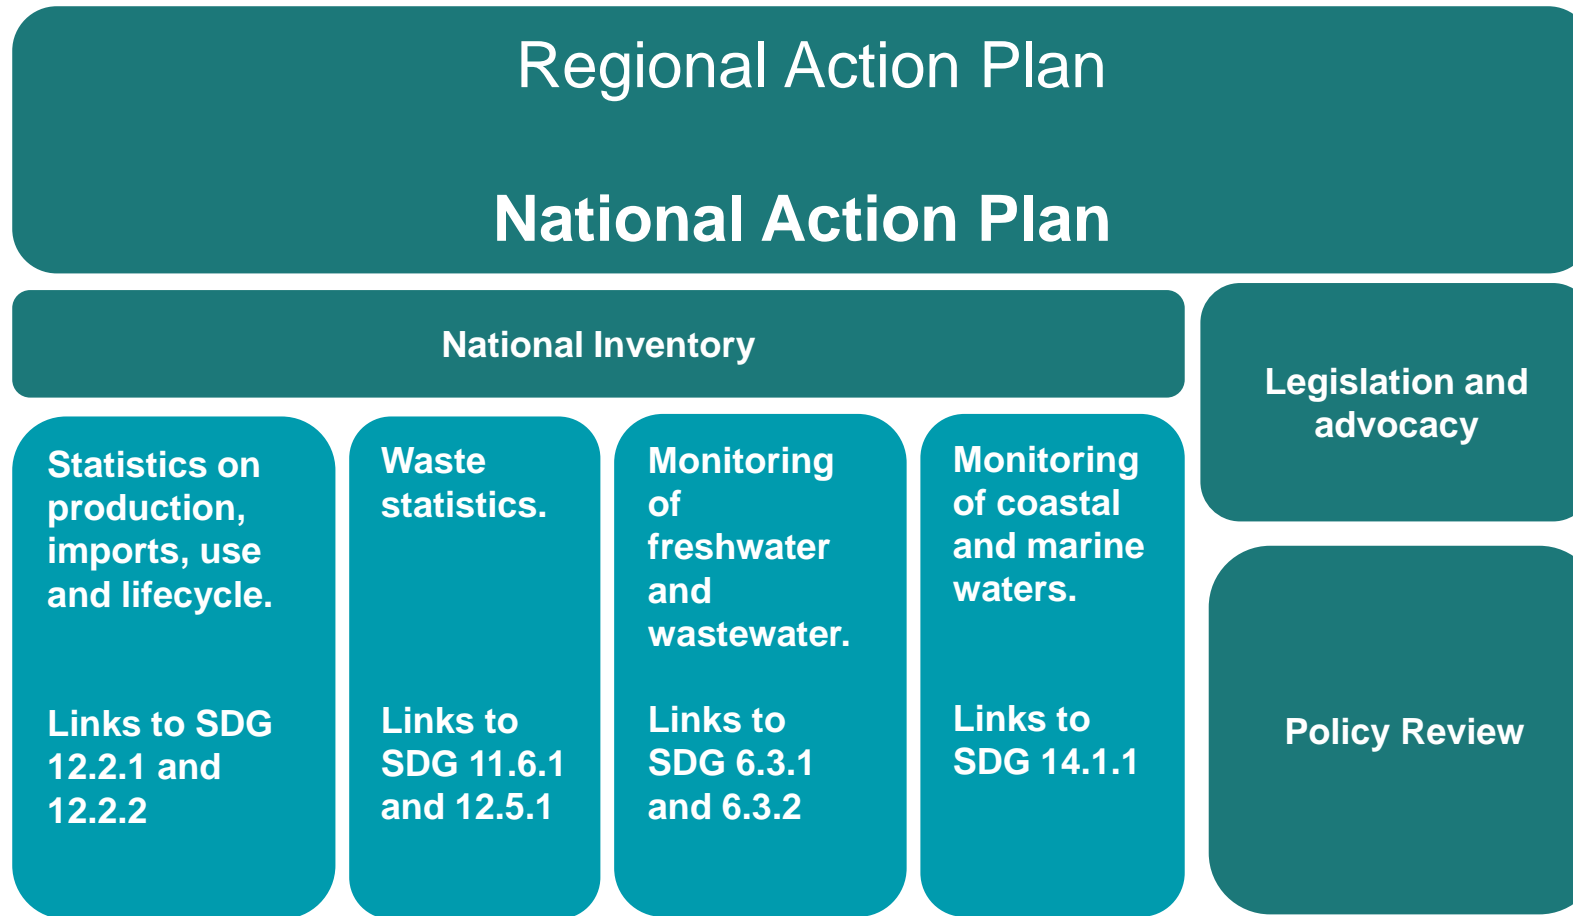 Regional Action Plan
National Action Plan
National Inventory
Statistics on
production,
imports, use
and lifecycle.
Links to SDG
12.2.1 and
12.2.2
Waste
statistics.
Links to
SDG 11.6.1
and 12.5.1
Monitoring
of
freshwater
and
wastewater.
Links to
SDG 6.3.1
and 6.3.2
Monitoring
of coastal
and marine
waters.
Links to
SDG 14.1.1
Legislation and
advocacy
Policy Review